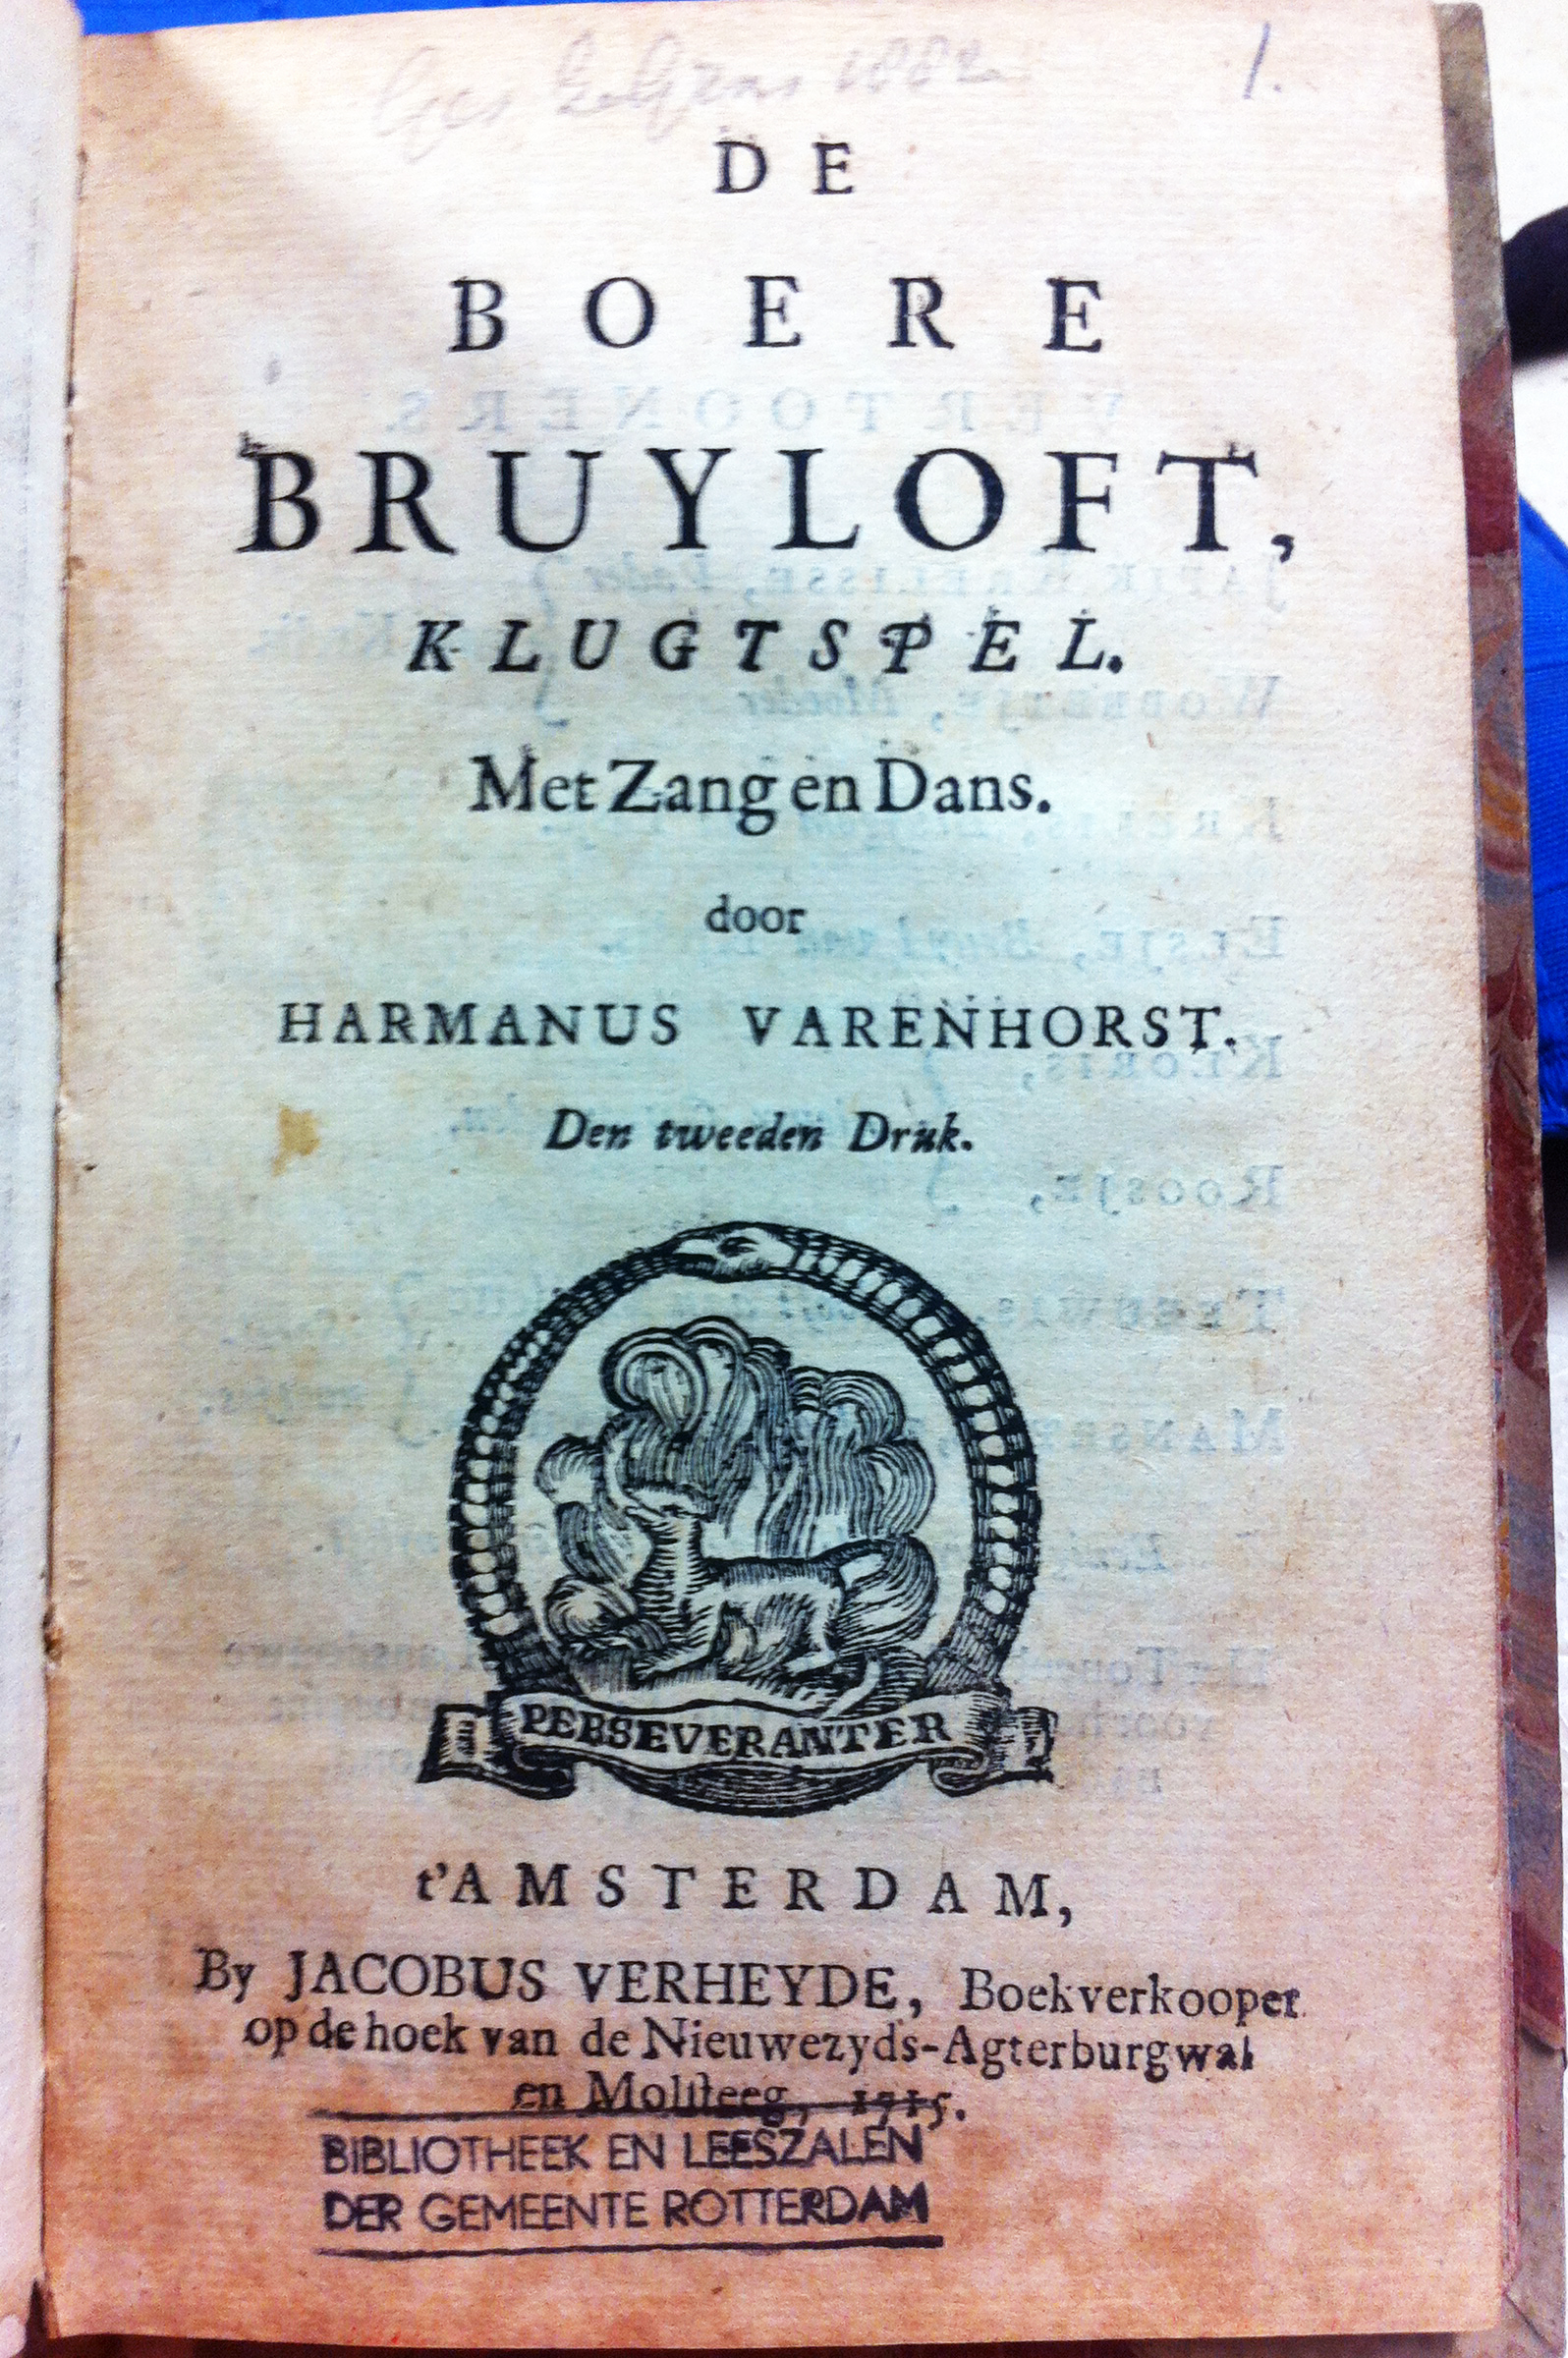 1.
DE
BOERE
BRUYLOFT,
KLUGTSPEL.
Met Zang en Dans.
door
HARMANUS VARENHORST.
Den tweeden Druk.
PERSEVERANTER
t'AMSTERDAM,
By JACOBUS VERHEYDE, Boekverkooper
op de hoek van de Nieuwezyds-Agterburgwal
en Molsteeg, 1715.
BIBLIOTHEEK EN LEESZALEN
DER GEMEENTE ROTTERDAM